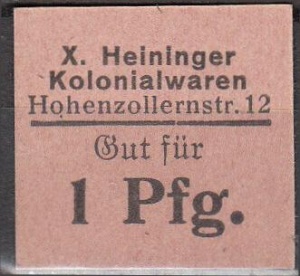 X. Heininger
Kolonialwaren
Hohenzollernstr. 12
Gut für
1 Pfg.